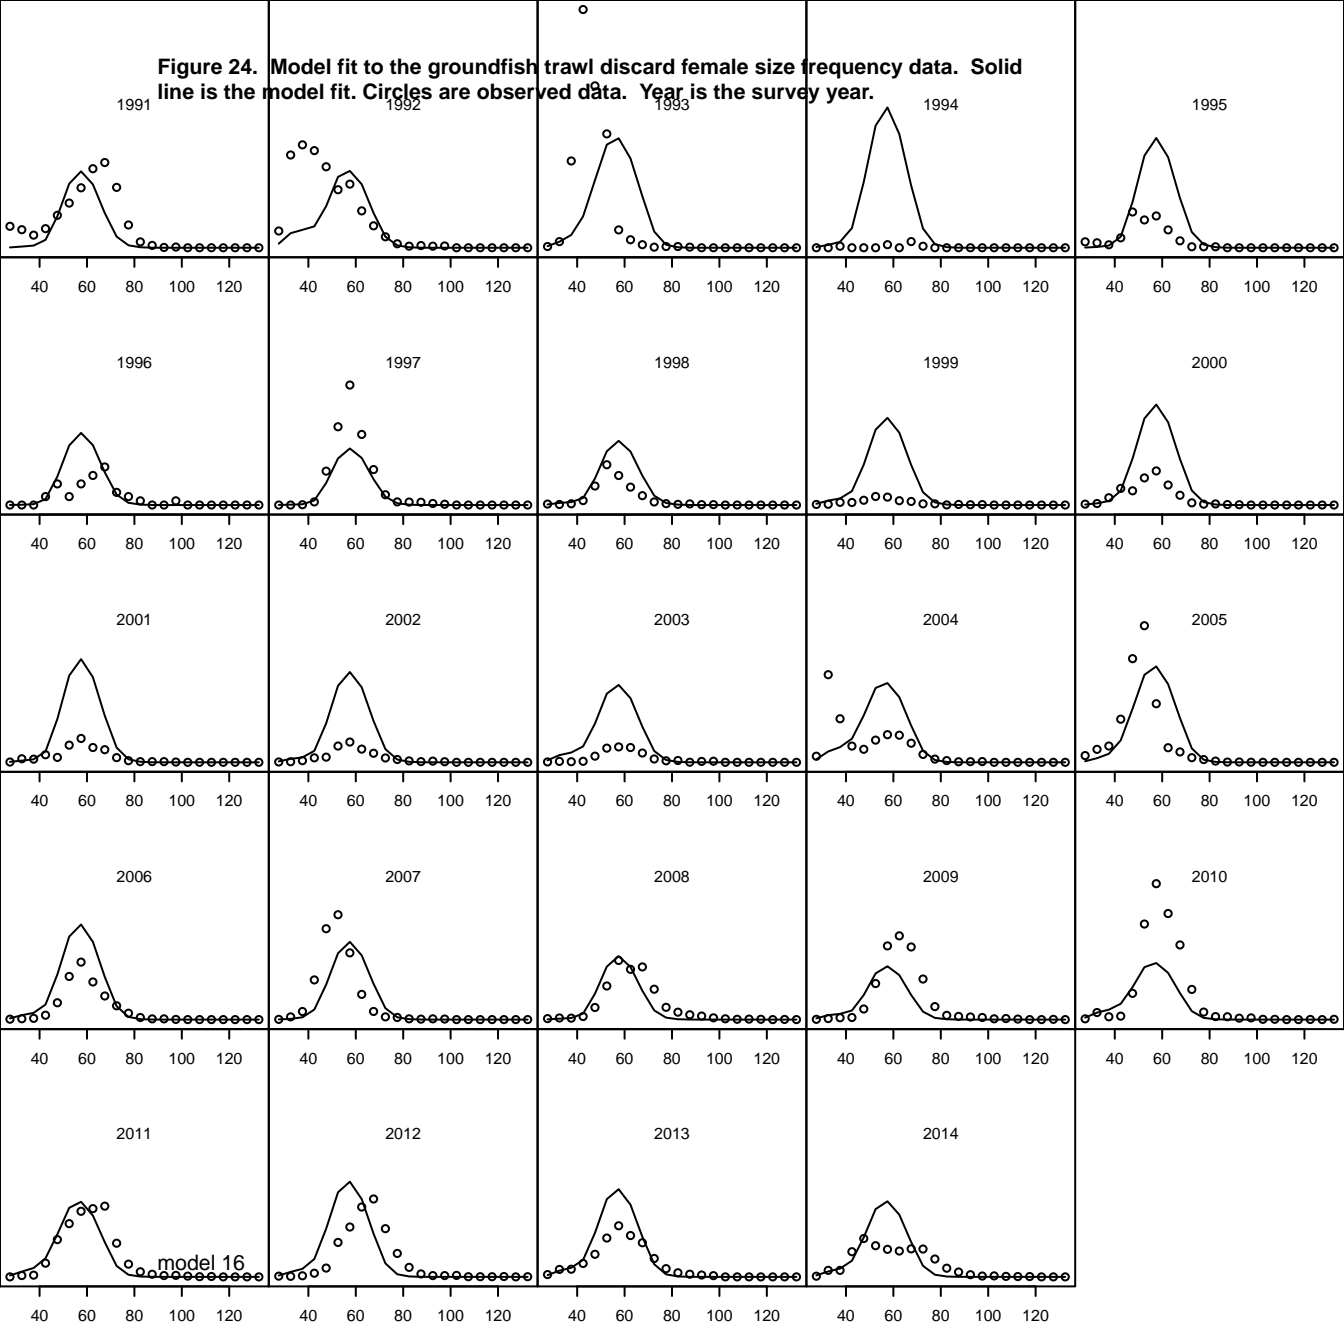 Figure 24.  Model fit to the groundfish trawl discard female size frequency data.  Solid
line is the model fit. Circles are observed data.  Year is the survey year.
1991 1992 1993 1994 1995
40 60 80 100 120 40 60 80 100 120 40 60 80 100 120 40 60 80 100 120 40 60 80 100 120
1996 1997 1998 1999 2000
40 60 80 100 120 40 60 80 100 120 40 60 80 100 120 40 60 80 100 120 40 60 80 100 120
2001 2002 2003 2004 2005
40 60 80 100 120 40 60 80 100 120 40 60 80 100 120 40 60 80 100 120 40 60 80 100 120
2006 2007 2008 2009 2010
40 60 80 100 120 40 60 80 100 120 40 60 80 100 120 40 60 80 100 120 40 60 80 100 120
2011 2012 2013 2014
model 16
40 60 80 100 120 40 60 80 100 120 40 60 80 100 120 40 60 80 100 120